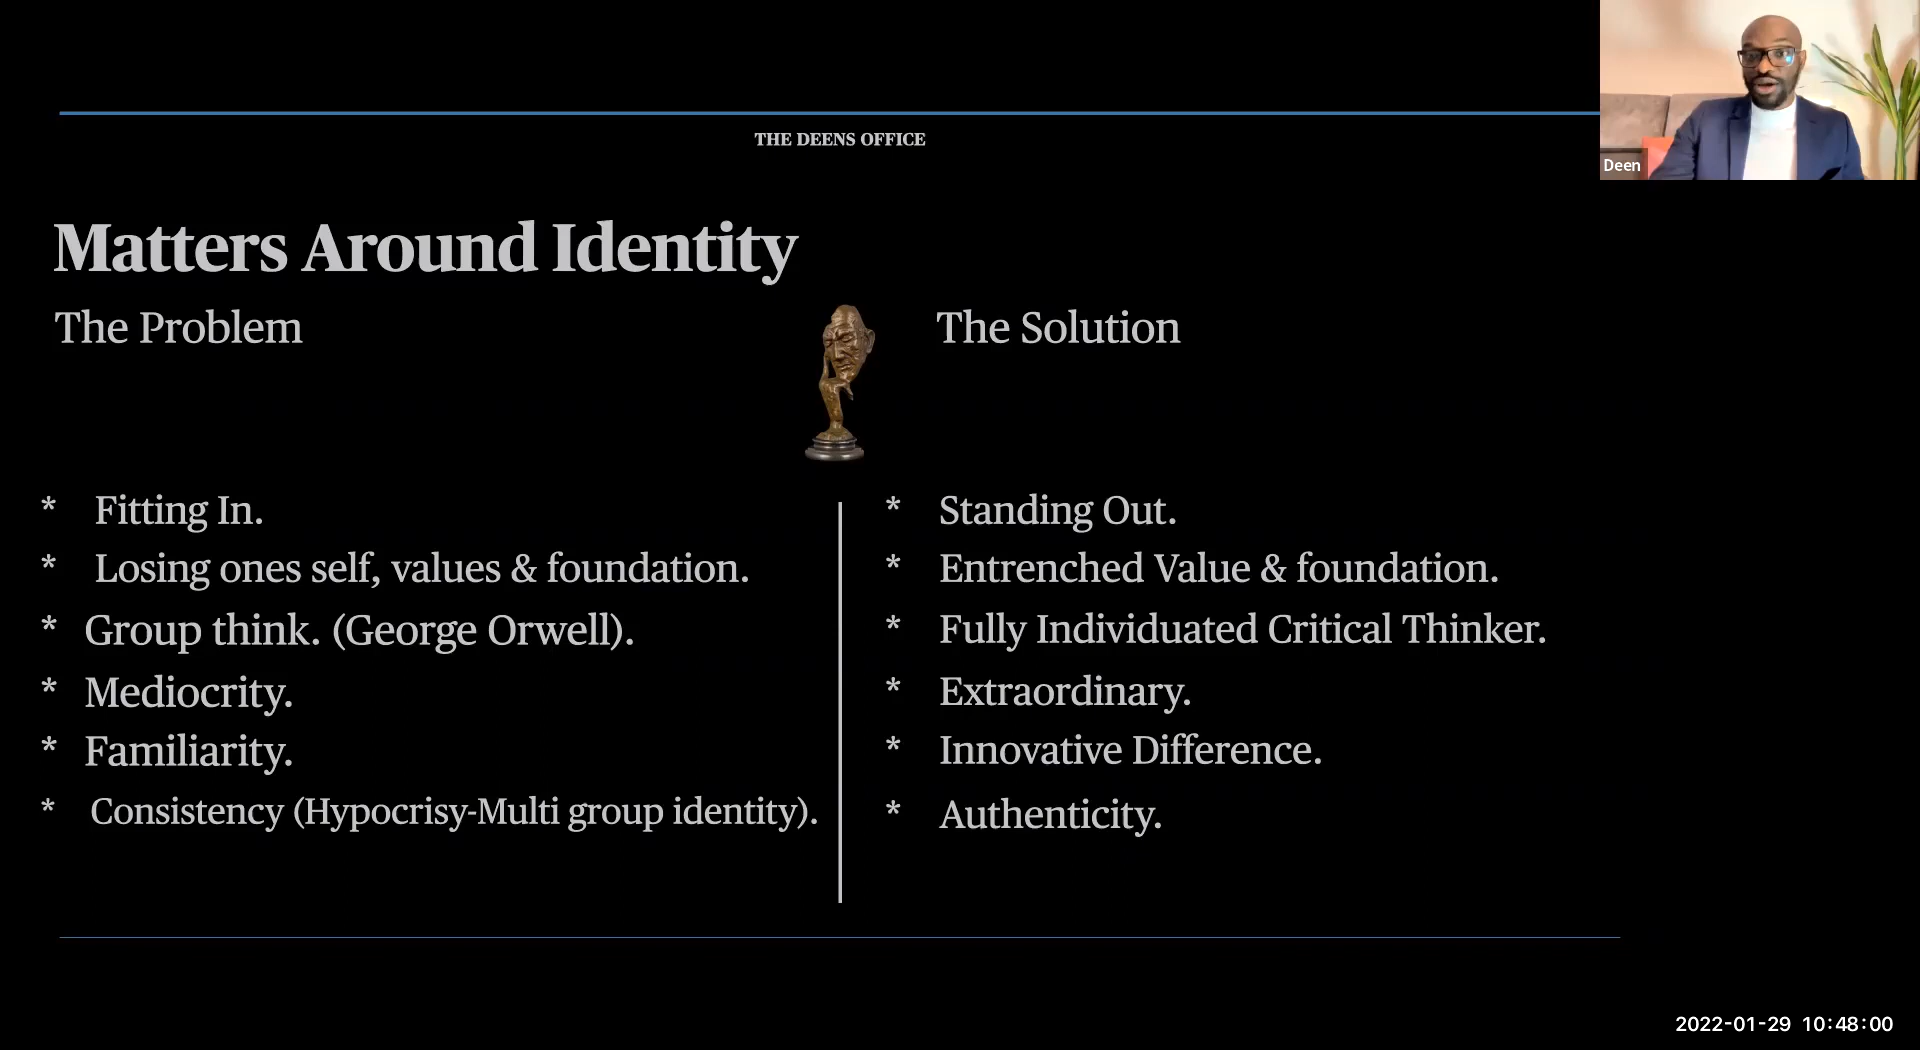 THE DEENS OFFICE
Deen
Matters Around Identity
The Problem
The Solution
* Fitting In.
* Losing ones self, values & foundation.
* Group think. (George Orwell).
* Mediocrity.
* Familiarity.
* Consistency (Hypocrisy-Multi group identity).
* Standing Out.
* Entrenched Value & foundation.
* Fully Individuated Critical Thinker.
* Extraordinary.
* Innovative Difference.
* Authenticity.
2022-01-29 10:48:00